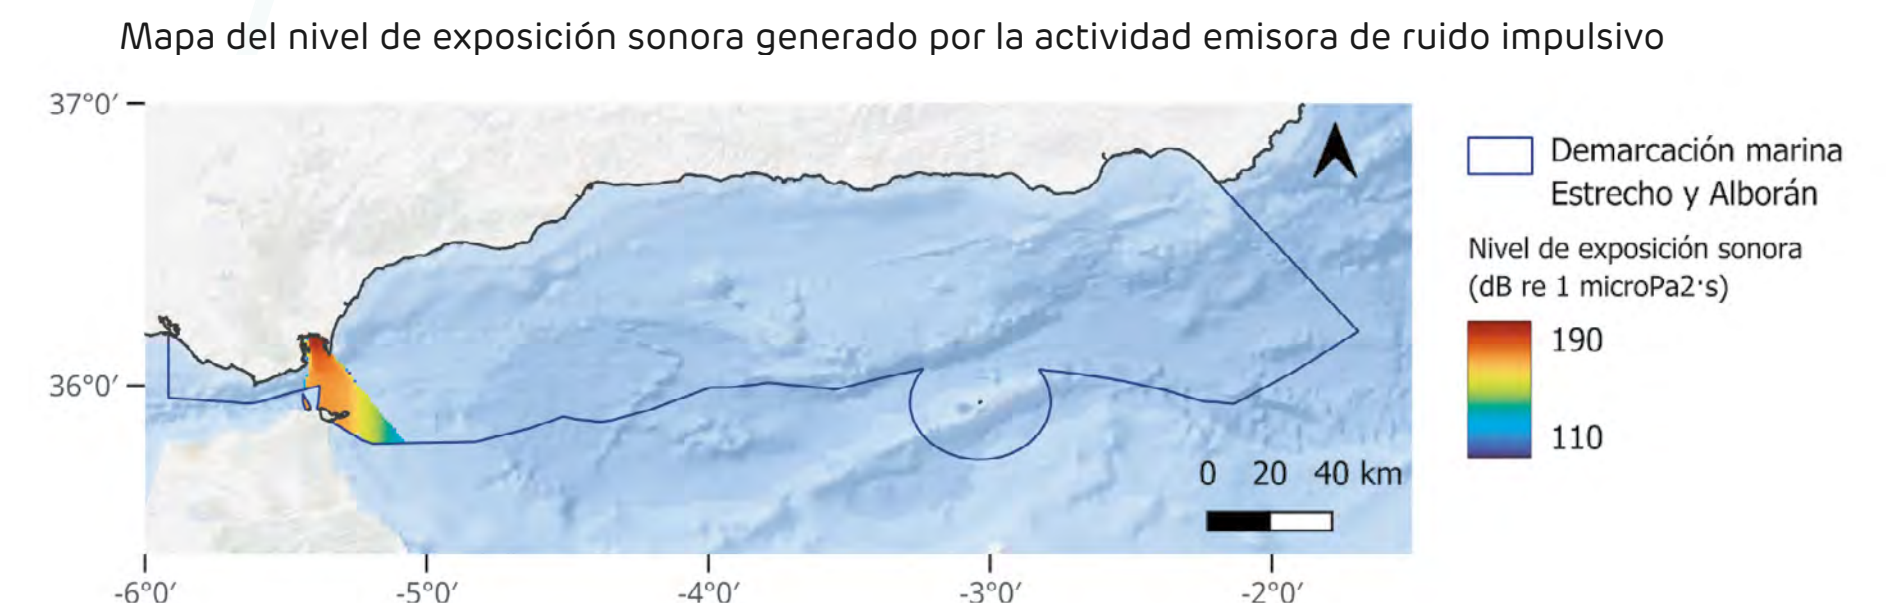 Mapa del nivel de exposición sonora generado por la actividad emisora de ruido impulsivo
37°0′
36°0′
-6°0′
-5°0′
-4°0′
-3°0′
-2°0′
0 20 40 km
Demarcación marina
Estrecho y Alborán
Nivel de exposición sonora
(dB re 1 microPa2·s)
190
110